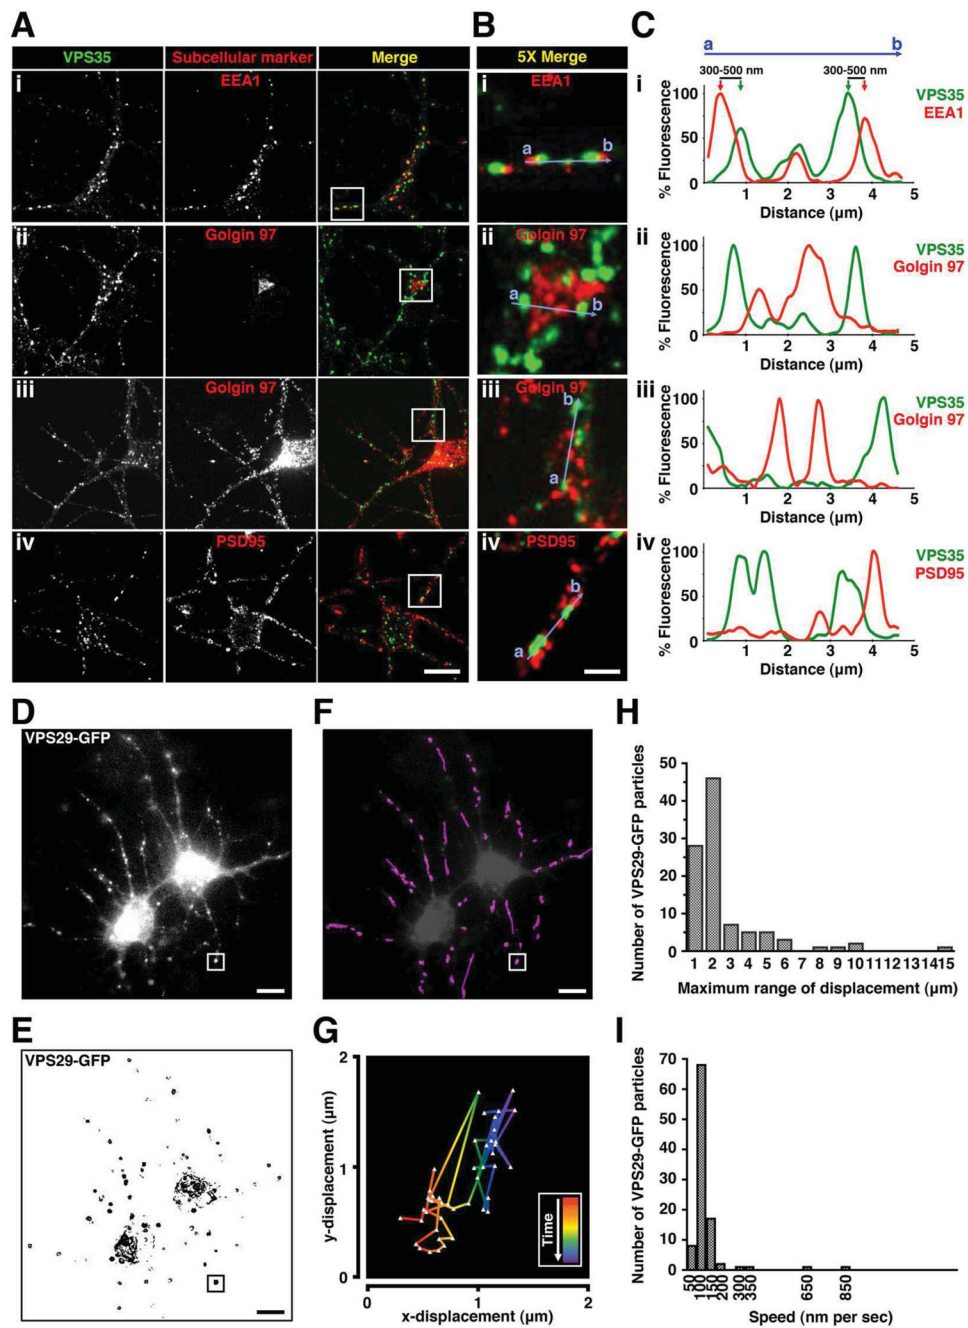 A
B
C
VPS35 Subcellular marker Merge
5X Merge
a b
i EEA1
i EEA1
a b
i
300-500 nm 300-500 nm
VPS35
EEA1
% Fluorescence
100
50
0
1 2 3 4 5
Distance (µm)
ii Golgin 97
ii Golgin 97
a b
ii
VPS35
Golgin 97
% Fluorescence
100
50
0
1 2 3 4 5
Distance (µm)
iii Golgin 97
iii Golgin 97
b
a
iii
VPS35
Golgin 97
% Fluorescence
100
50
0
1 2 3 4 5
Distance (µm)
iv PSD95
iv PSD95
b
a
iv
VPS35
PSD95
% Fluorescence
100
50
0
1 2 3 4 5
Distance (µm)
D
VPS29-GFP
F
H
Number of VPS29-GFP particles
50
40
30
20
10
0
1 2 3 4 5 6 7 8 9 10 11 12 13 14 15
Maximum range of displacement (µm)
E
VPS29-GFP
G
y-displacement (µm)
2
1
0
Time
0 1 2
x-displacement (µm)
I
Number of VPS29-GFP particles
70
60
50
40
30
20
10
0
50 100 150 200 300 350 650 850
Speed (nm per sec)